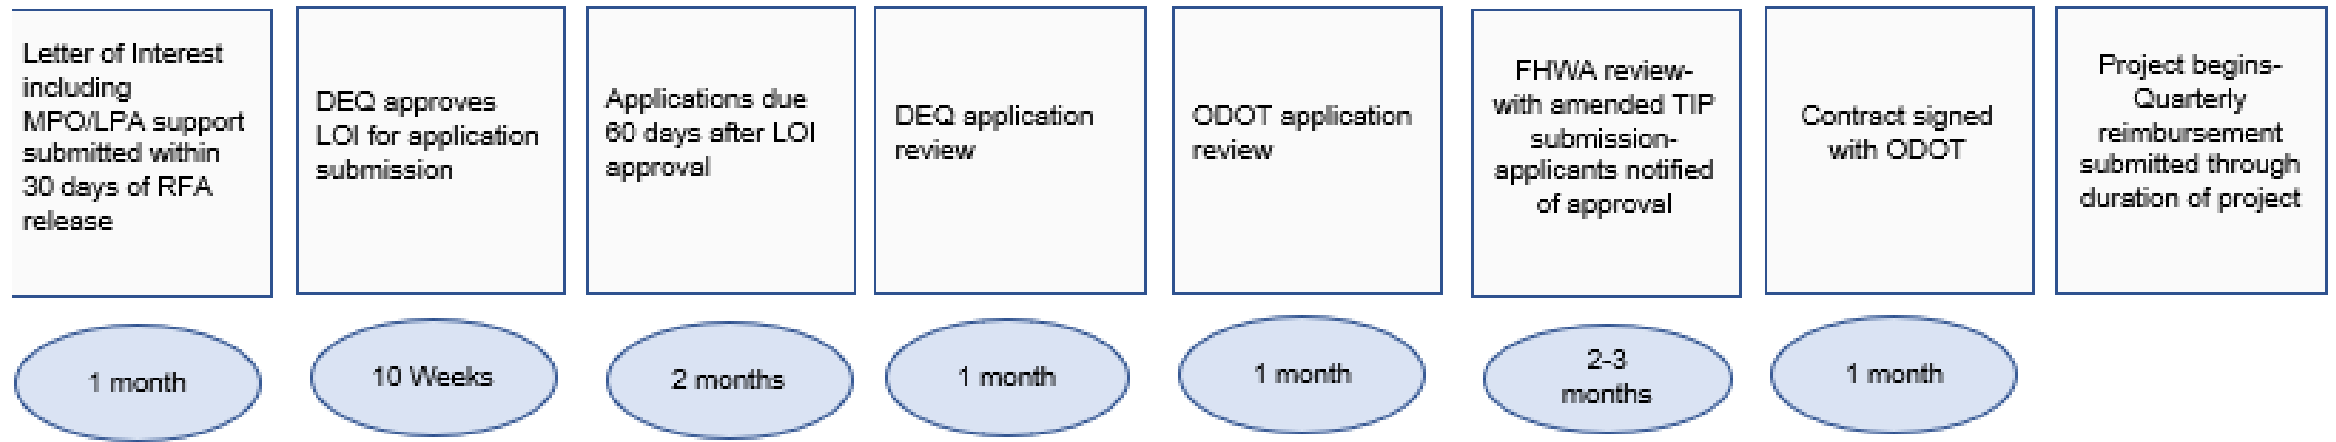 Letter of Interest
including
MPO/LPA support
submitted within
30 days of RFA
release
DEQ approves
LOI for application
submission
Applications due
60 days after LOI
approval
DEQ application
review
ODOT application
review
FHWA review-
with amended TIP
submission-
applicants notified
of approval
Contract signed
with ODOT
Project begins-
Quarterly
reimbursement
submitted through
duration of project
1 month
10 Weeks
2 months
1 month
1 month
2-3
months
1 month